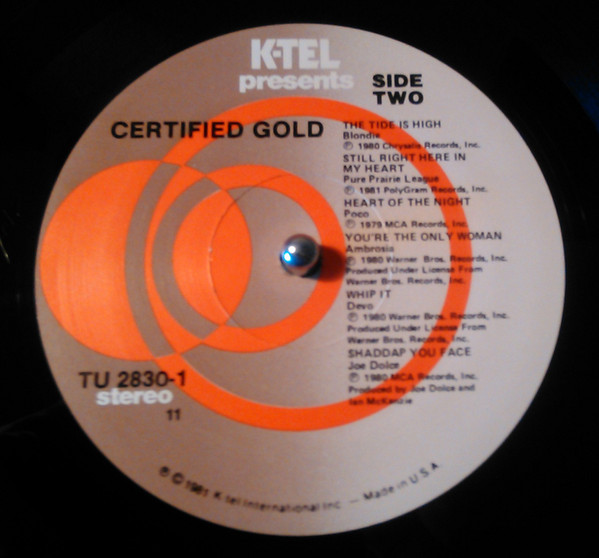 K-TEL
presents
SIDE
TWO
CERTIFIED GOLD
THE TIDE IS HIGH
Blondie
℗ 1980 Chrysalis Records, Inc.
STILL RIGHT HERE IN
MY HEART
Pure Prairie League
℗ 1981 PolyGram Records, Inc.
HEART OF THE NIGHT
Poco
℗ 1979 MCA Records, Inc.
YOU'RE THE ONLY WOMAN
Ambrosia
℗ 1980 Warner Bros. Records, Inc.
Produced Under License From
Warner Bros. Records, Inc.
WHIP IT
Devo
℗ 1980 Warner Bros. Records, Inc.
Produced Under License From
Warner Bros. Records, Inc.
SHADDAP YOU FACE
Joe Dolce
℗ 1980 MCA Records, Inc.
Produced by Joe Dolce and
Ian McKenzie
TU 2830-1
stereo
11
℗ © 1981 K-tel International Inc — Made in U.S.A.